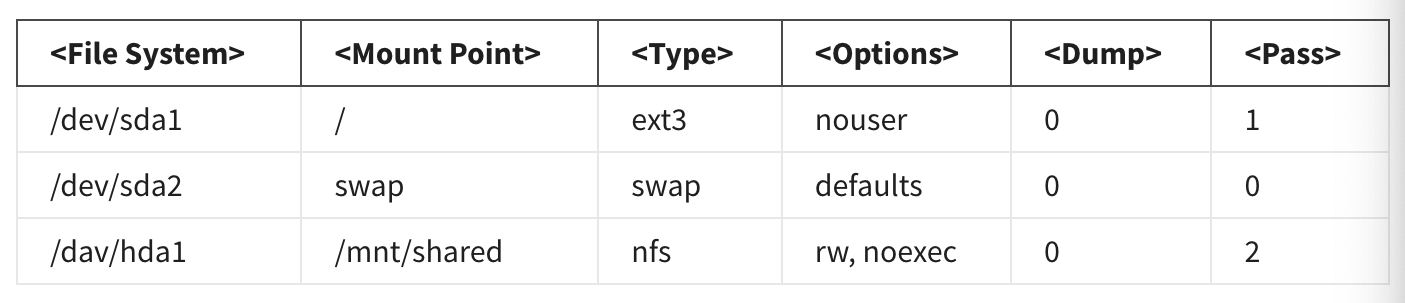 <File System> <Mount Point> <Type> <Options> <Dump> <Pass>
/dev/sda1 / ext3 nouser 0 1
/dev/sda2 swap swap defaults 0 0
/dav/hda1 /mnt/shared nfs rw, noexec 0 2